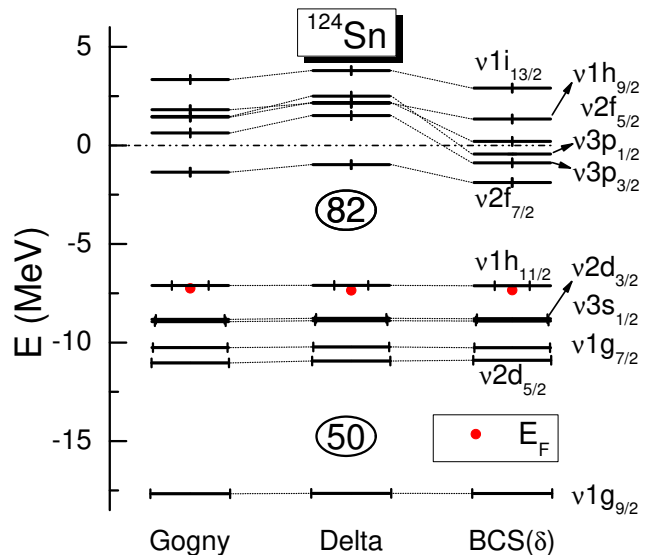 ¹²⁴Sn
5
ν1i₁₃/₂
ν1h₉/₂
ν2f₅/₂
0
ν3p₁/₂
ν3p₃/₂
ν2f₇/₂
82
-5
E (MeV)
ν1h₁₁/₂
ν2d₃/₂
ν3s₁/₂
-10
ν1g₇/₂
ν2d₅/₂
50
E_F
-15
ν1g₉/₂
Gogny Delta BCS(δ)